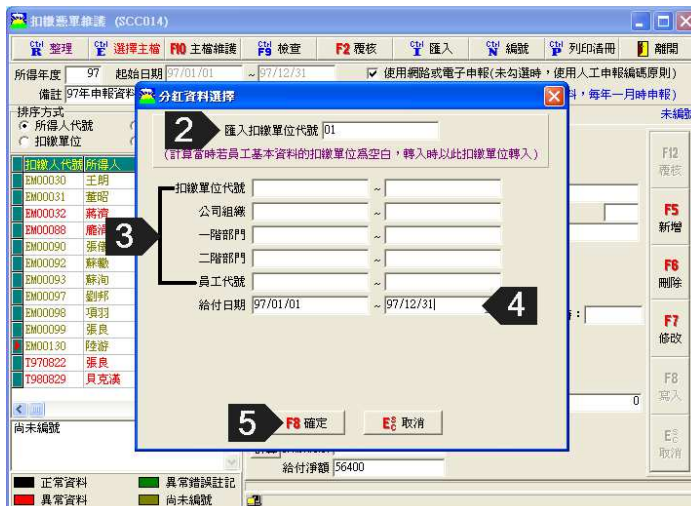 扣繳憑單維護 (SCC014)
Ctrl R 整理 Ctrl E 選擇主檔 F10 主檔維護 Ctrl F9 檢查 F2 覆核 Ctrl I 匯入 Ctrl N 編號 Ctrl P 列印清冊 離開
所得年度 97 起始日期 97/01/01 ~97/12/31 使用網路或電子申報(未勾選時,使用人工申報編碼原則)
備註 97年申報資料
料,每年一月時申報)
分紅資料選擇
排序方式 未編號
所得人代號
扣繳單位
2 匯入扣繳單位代號 01
(計算當時若員工基本資料的扣繳單位為空白,轉入時以此扣繳單位轉入)
扣繳人代號 所得人
EM00030 王朗
EM00031 董昭
EM00032 蔣濟
EM00088
EM00090 張
EM00092 蘇
EM00093 蘇洵
EM00097 劉邦
EM00098 項羽
EM00099 張良
EM00130 陸游
T970822 張良
T980829 貝克漢
3
扣繳單位代號 ~
公司組織 ~
一階部門 ~
二階部門 ~
員工代號 ~
給付日期 97/01/01 ~ 97/12/31 4
5 F8 確定 Esc 取消
F12 覆核
F5 新增
F6 刪除
F7 修改
F8 寫入
Esc 取消
0
尚未編號
給付淨額 56400
正常資料 異常錯誤註記
異常資料 尚未編號